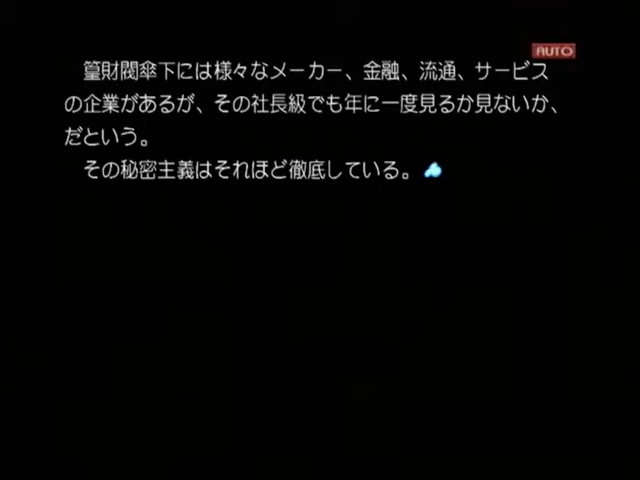 AUTO
篁財閥傘下には様々なメーカー、金融、流通、サービス
の企業があるが、その社長級でも年に一度見るか見ないか、
だという。
その秘密主義はそれほど徹底している。